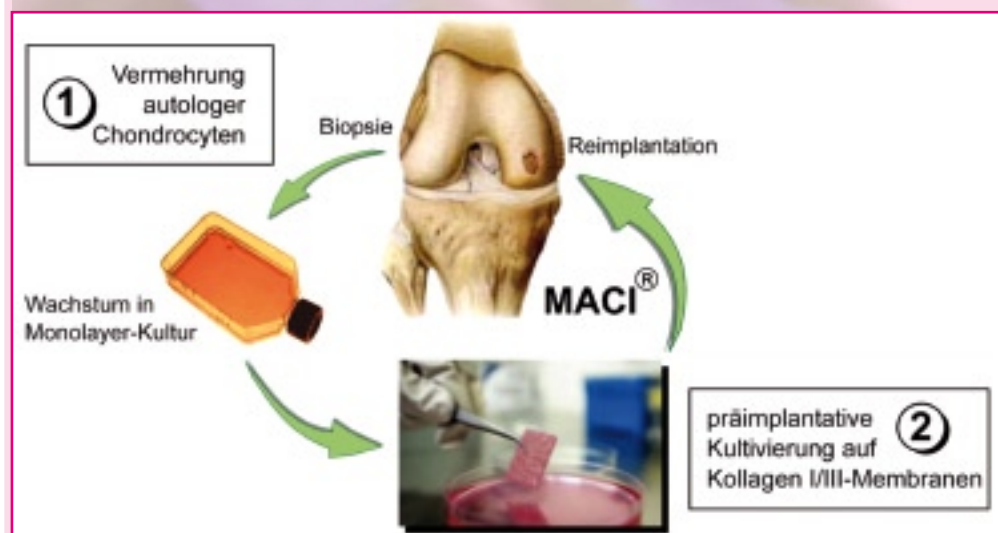 1
Vermehrung
autologer
Chondrocyten
Biopsie
Reimplantation
Wachstum in
Monolayer-Kultur
MACI®
präimplantative
Kultivierung auf
Kollagen I/III-Membranen
2